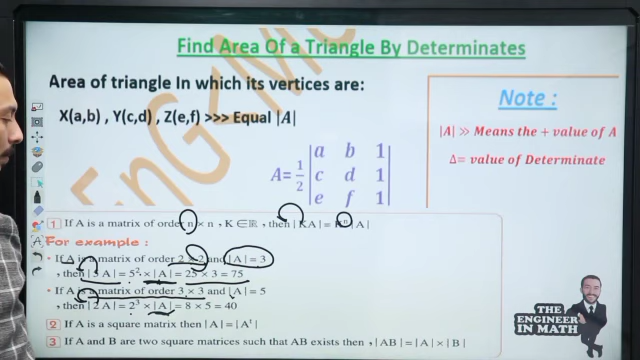 Find Area Of a Triangle By Determinates
Area of triangle In which its vertices are:
X(a,b) , Y(c,d) , Z(e,f) >>> Equal |A|
A= 1/2 |a b 1|
|c d 1|
|e f 1|
Note :
|A| ≫ Means the + value of A
Δ= value of Determinate
1 If A is a matrix of order n × n , K ∈ ℝ , then |KA| = Kⁿ |A|
For example :
• If A is a matrix of order 2 × 2 and |A| = 3
, then |5 A| = 5² × |A| = 25 × 3 = 75
• If A is a matrix of order 3 × 3 and |A| = 5
, then |2 A| = 2³ × |A| = 8 × 5 = 40
2 If A is a square matrix then |A| = |Aᵗ|
3 If A and B are two square matrices such that AB exists then , |AB| = |A| × |B|
THE
ENGINEER
IN MATH